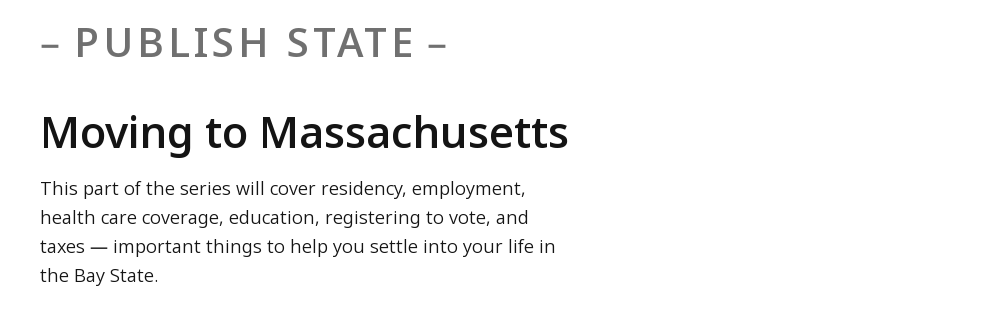 – PUBLISH STATE –
Moving to Massachusetts
This part of the series will cover residency, employment,
health care coverage, education, registering to vote, and
taxes — important things to help you settle into your life in
the Bay State.